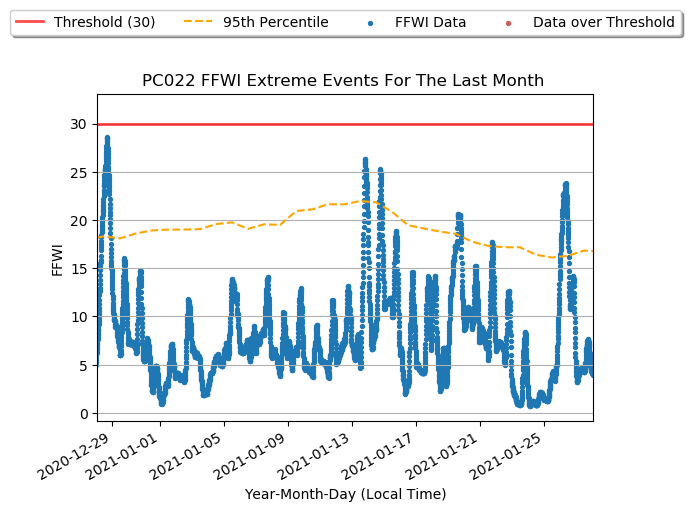 Threshold (30) 95th Percentile FFWI Data Data over Threshold
PC022 FFWI Extreme Events For The Last Month
30
25
20
15
10
5
0
FFWI
2020-12-29 2021-01-01 2021-01-05 2021-01-09 2021-01-13 2021-01-17 2021-01-21 2021-01-25
Year-Month-Day (Local Time)